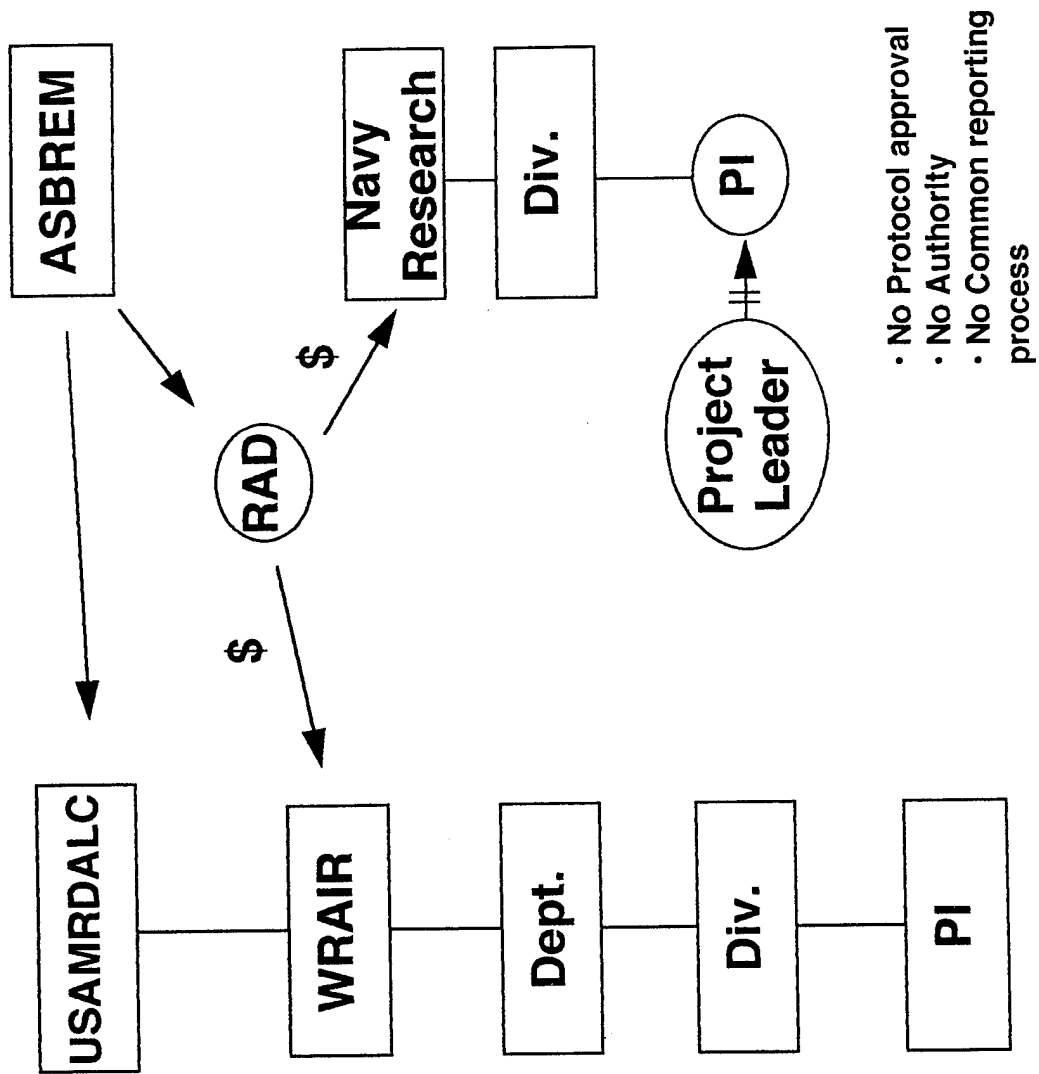 USAMRDALC
ASBREM
RAD
$
$
WRAIR
Navy
Research
Dept.
Div.
Div.
Project
Leader
PI
PI
• No Protocol approval
• No Authority
• No Common reporting
process